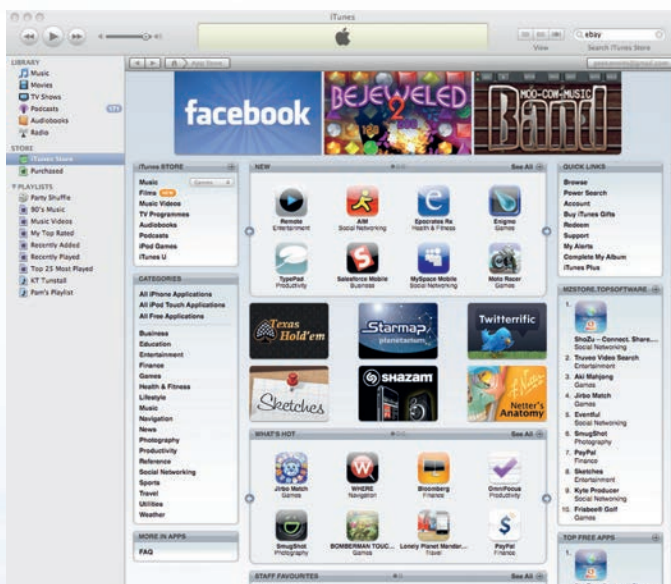 iTunes
View
ebay
Search iTunes Store
LIBRARY
Music
Movies
TV Shows
Podcasts
Audiobooks
Radio
STORE
iTunes Store
Purchased
PLAYLISTS
Party Shuffle
90's Music
Music Videos
My Top Rated
Recently Added
Recently Played
Top 25 Most Played
KT Tunstall
Pam's Playlist
App Store
facebook
BEJEWELED
2
MOO-COW-MUSIC
Band
iTunes STORE
Music
Genres
Films NEW
Music Videos
TV Programmes
Audiobooks
Podcasts
iPod Games
iTunes U
CATEGORIES
All iPhone Applications
All iPod Touch Applications
All Free Applications
Business
Education
Entertainment
Finance
Games
Health & Fitness
Lifestyle
Music
Navigation
News
Photography
Productivity
Reference
Social Networking
Sports
Travel
Utilities
Weather
MORE IN APPS
FAQ
NEW
See All
Remote
Entertainment
AIM
Social Networking
Epocrates Rx
Health & Fitness
Enigmo
Games
TypePad
Productivity
Salesforce Mobile
Business
MySpace Mobile
Social Networking
Moto Racer
Games
Texas
Hold'em
Starmap
planetarium
Twitterrific
Sketches
SHAZAM
Netter's
Anatomy
WHAT'S HOT
See All
Jirbo Match
Games
WHERE
Navigation
Bloomberg
Finance
OmniFocus
Productivity
SmugShot
Photography
BOMBERMAN TOUC...
Games
Lonely Planet Mandar...
Travel
PayPal
Finance
STAFF FAVOURITES
See All
QUICK LINKS
Browse
Power Search
Account
Buy iTunes Gifts
Redeem
Support
My Alerts
Complete My Album
iTunes Plus
MZSTORE.TOPSOFTWARE
1.
ShoZu – Connect. Share....
Social Networking
2. Truveo Video Search
Entertainment
3. Aki Mahjong
Games
4. Jirbo Match
Games
5. Eventful
Social Networking
6. SmugShot
Photography
7. PayPal
Finance
8. Sketches
Entertainment
9. Kyte Producer
Social Networking
10. Frisbee® Golf
Games
TOP FREE APPS
1.